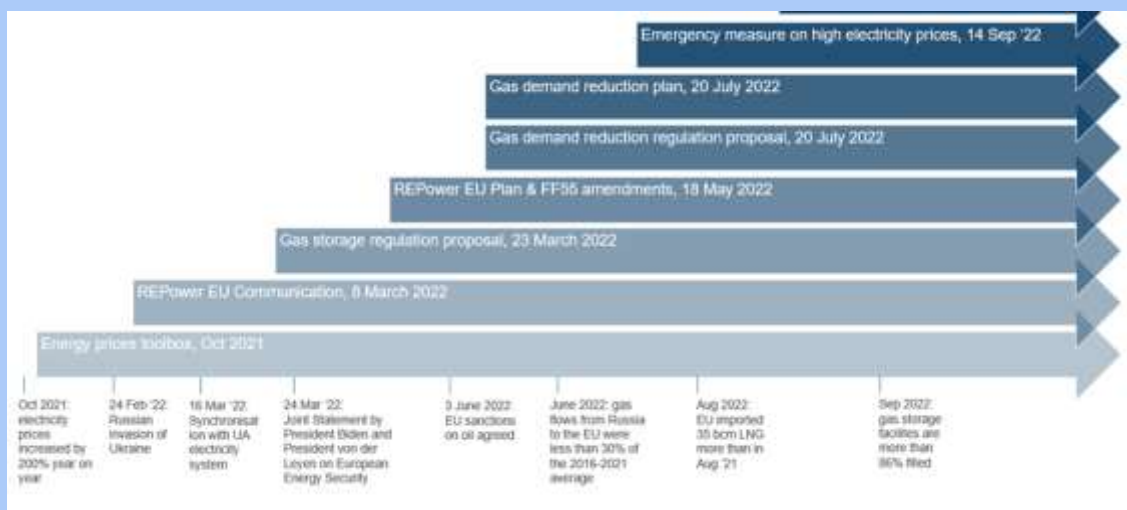 Emergency measure on high electricity prices, 14 Sep '22
Gas demand reduction plan, 20 July 2022
Gas demand reduction regulation proposal, 20 July 2022
REPower EU Plan & FF55 amendments, 18 May 2022
Gas storage regulation proposal, 23 March 2022
REPower EU Communication, 8 March 2022
Energy prices toolbox, Oct 2021
Oct 2021:
electricity
prices
increased by
200% year on
year
24 Feb '22:
Russian
invasion of
Ukraine
16 Mar '22:
Synchronisat
ion with UA
electricity
system
24 Mar '22:
Joint Statement by
President Biden and
President von der
Leyen on European
Energy Security
3 June 2022:
EU sanctions
on oil agreed
June 2022: gas
flows from Russia
to the EU were
less than 30% of
the 2016-2021
average
Aug 2022:
EU imported
35 bcm LNG
more than in
Aug '21
Sep 2022:
gas storage
facilites are
more than
86% filled